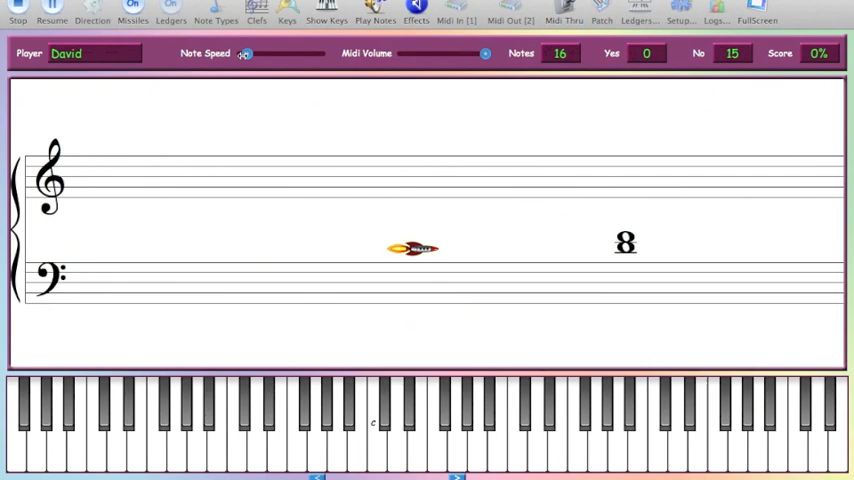 Stop Resume Direction Missiles Ledgers Note Types Clefs Keys Show Keys Play Notes Effects Midi In [1] Midi Out [2] Midi Thru Patch Ledgers... Setup... Logs... FullScreen
On On
Player David Note Speed Midi Volume Notes 16 Yes 0 No 15 Score 0%
8
C
< >